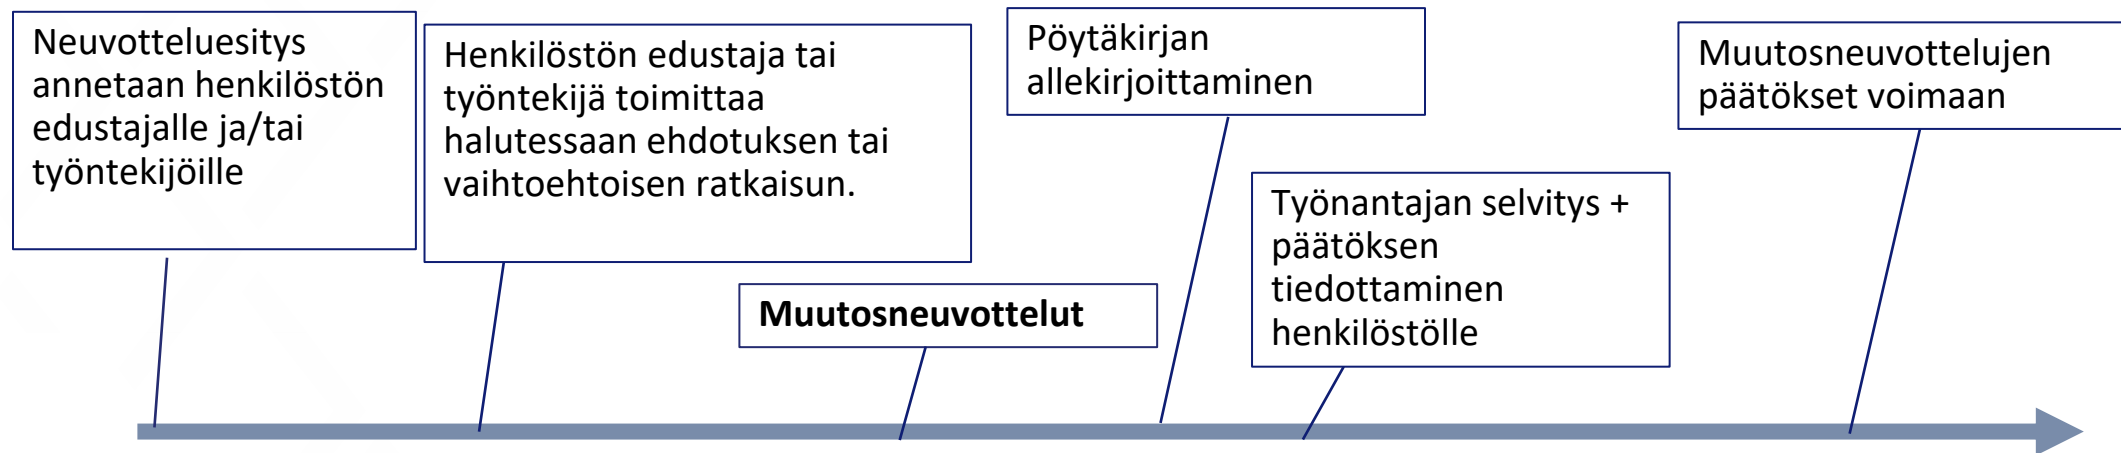 Neuvotteluesitys
annetaan henkilöstön
edustajalle ja/tai
työntekijöille
Henkilöstön edustaja tai
työntekijä toimittaa
halutessaan ehdotuksen tai
vaihtoehtoisen ratkaisun.
Muutosneuvottelut
Pöytäkirjan
allekirjoittaminen
Työnantajan selvitys +
päätöksen
tiedottaminen
henkilöstölle
Muutosneuvottelujen
päätökset voimaan